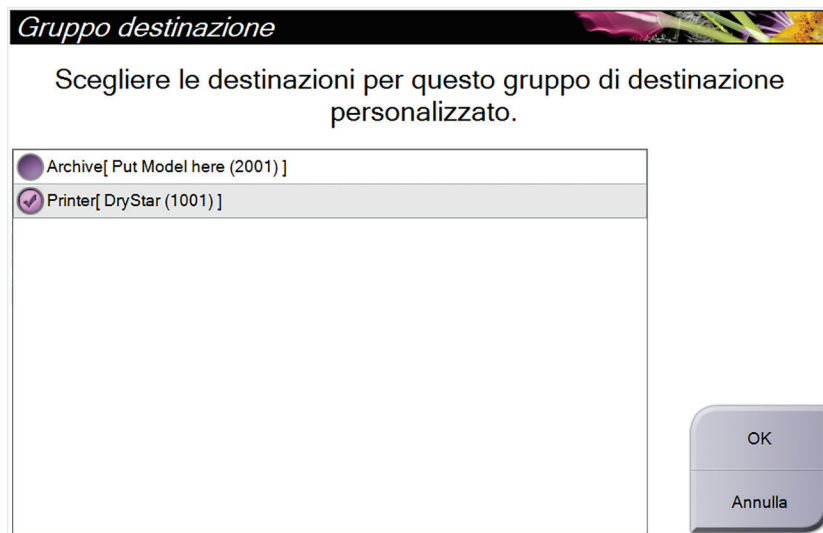 Gruppo destinazione
Scegliere le destinazioni per questo gruppo di destinazione
personalizzato.
Archive[ Put Model here (2001) ]
Printer[ DryStar (1001) ]
OK
Annulla